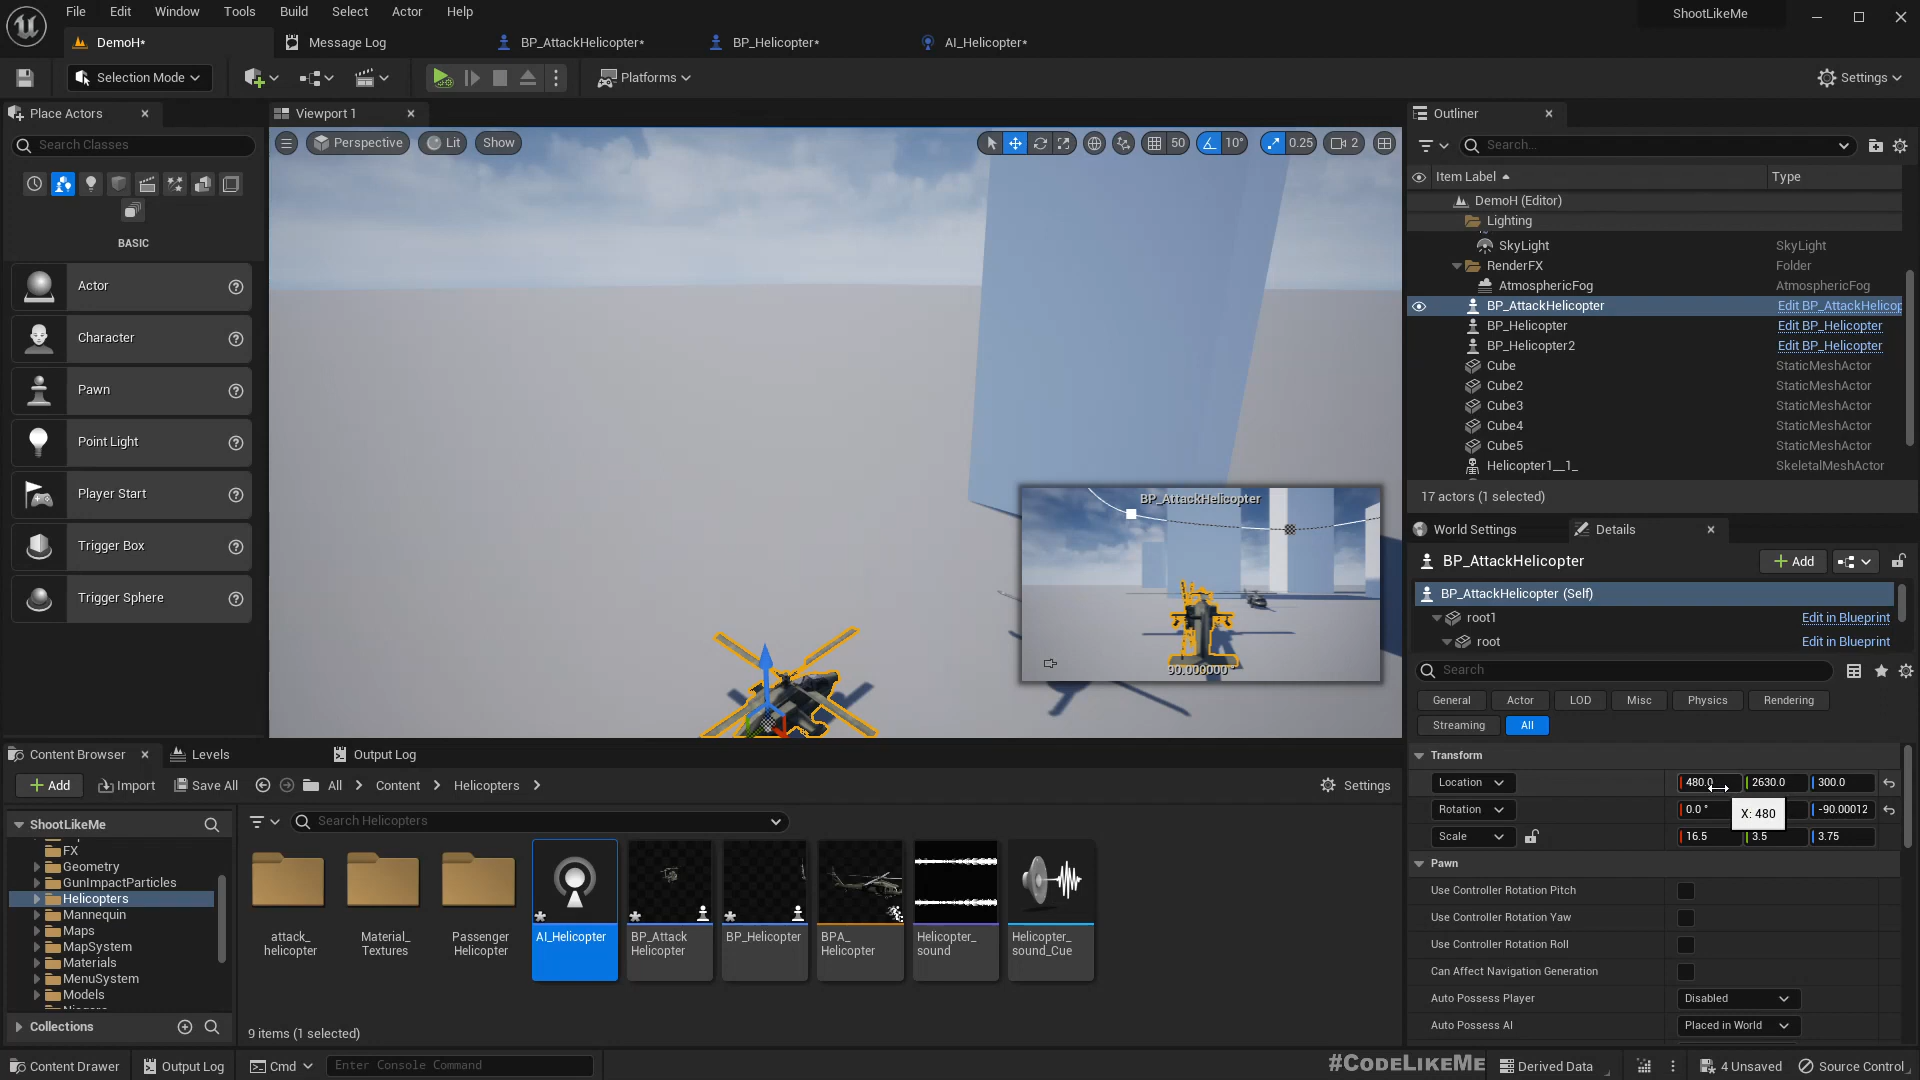 File Edit Window Tools Build Select Actor Help
ShootLikeMe
DemoH*
Message Log
BP_AttackHelicopter*
BP_Helicopter*
AI_Helicopter*
Selection Mode
Platforms
Settings
Place Actors
Viewport 1
Outliner
Search Classes
Perspective
Lit
Show
50
10°
0.25
2
Search...
Item Label
Type
DemoH (Editor)
Lighting
SkyLight SkyLight
RenderFX Folder
AtmosphericFog AtmosphericFog
BP_AttackHelicopter Edit BP_AttackHelicop
BP_Helicopter Edit BP_Helicopter
BP_Helicopter2 Edit BP_Helicopter
Cube StaticMeshActor
Cube2 StaticMeshActor
Cube3 StaticMeshActor
Cube4 StaticMeshActor
Cube5 StaticMeshActor
Helicopter1__1_ SkeletalMeshActor
17 actors (1 selected)
BASIC
Actor
Character
Pawn
Point Light
Player Start
Trigger Box
Trigger Sphere
BP_AttackHelicopter
90.000000°
World Settings
Details
BP_AttackHelicopter
Add
BP_AttackHelicopter (Self)
root1 Edit in Blueprint
root Edit in Blueprint
Search
General Actor LOD Misc Physics Rendering
Streaming All
Transform
Location 480.0 2630.0 300.0
Rotation 0.0 ° -90.00012
X: 480
Scale 16.5 3.5 3.75
Pawn
Use Controller Rotation Pitch
Use Controller Rotation Yaw
Use Controller Rotation Roll
Can Affect Navigation Generation
Auto Possess Player Disabled
Auto Possess AI Placed in World
Content Browser
Levels
Output Log
Add
Import
Save All
All
Content
Helicopters
Settings
ShootLikeMe
FX
Geometry
GunImpactParticles
Helicopters
Mannequin
Maps
MapSystem
Materials
MenuSystem
Models
Collections
Search Helicopters
attack_
helicopter
Material_
Textures
Passenger
Helicopter
AI_Helicopter
BP_Attack
Helicopter
BP_Helicopter
BPA_
Helicopter
Helicopter_
sound
Helicopter_
sound_Cue
9 items (1 selected)
Content Drawer
Output Log
Cmd
Enter Console Command
#CODELIKEME
Derived Data
4 Unsaved
Source Control